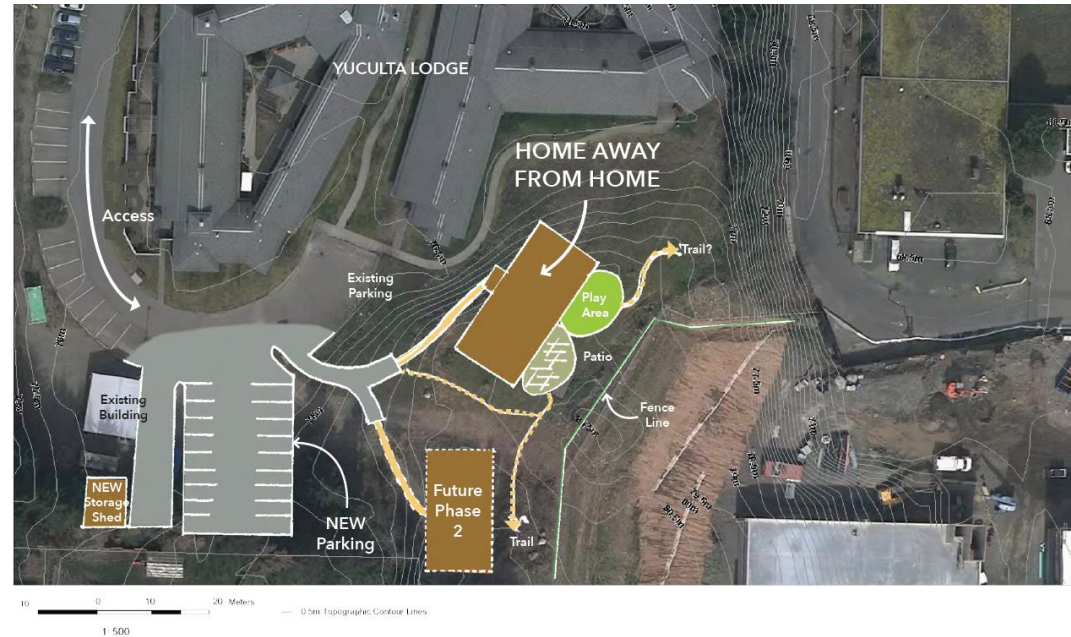 YUCULTA LODGE
HOME AWAY
FROM HOME
Access
Existing
Parking
'Trail?
Play
Area
Patio
Existing
Building
Fence
Line
NEW
Storage
Shed
NEW
Parking
Future
Phase
2
Trail
68.5m
10 0 10 20 Meters
0.5m Topographic Contour Lines
1: 500